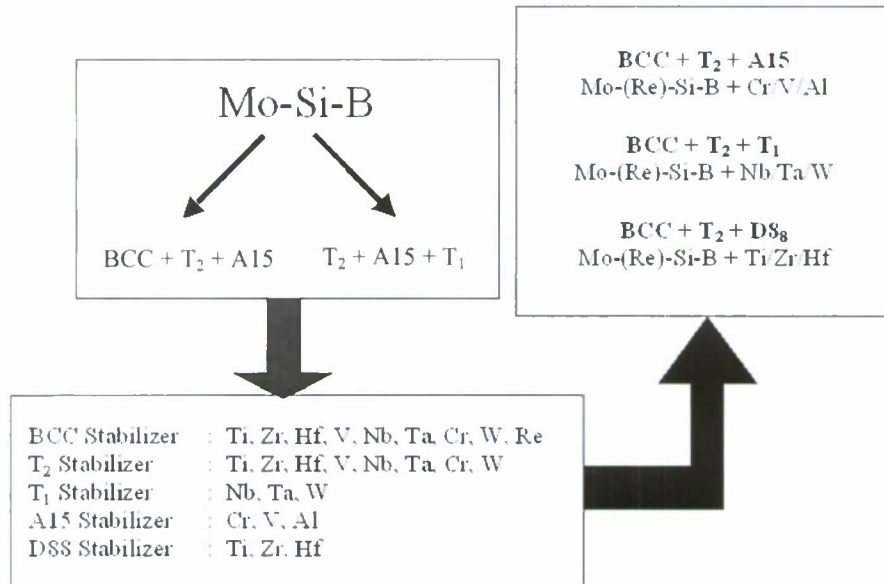 Mo-Si-B
BCC + T₂ + A15 T₂ + A15 + T₁
BCC Stabilizer : Ti, Zr, Hf, V, Nb, Ta, Cr, W, Re
T₂ Stabilizer : Ti, Zr, Hf, V, Nb, Ta, Cr, W
T₁ Stabilizer : Nb, Ta, W
A15 Stabilizer : Cr, V, Al
D88 Stabilizer : Ti, Zr, Hf
BCC + T₂ + A15
Mo-(Re)-Si-B + Cr/V/Al
BCC + T₂ + T₁
Mo-(Re)-Si-B + Nb/Ta/W
BCC + T₂ + D8₈
Mo-(Re)-Si-B + Ti/Zr/Hf